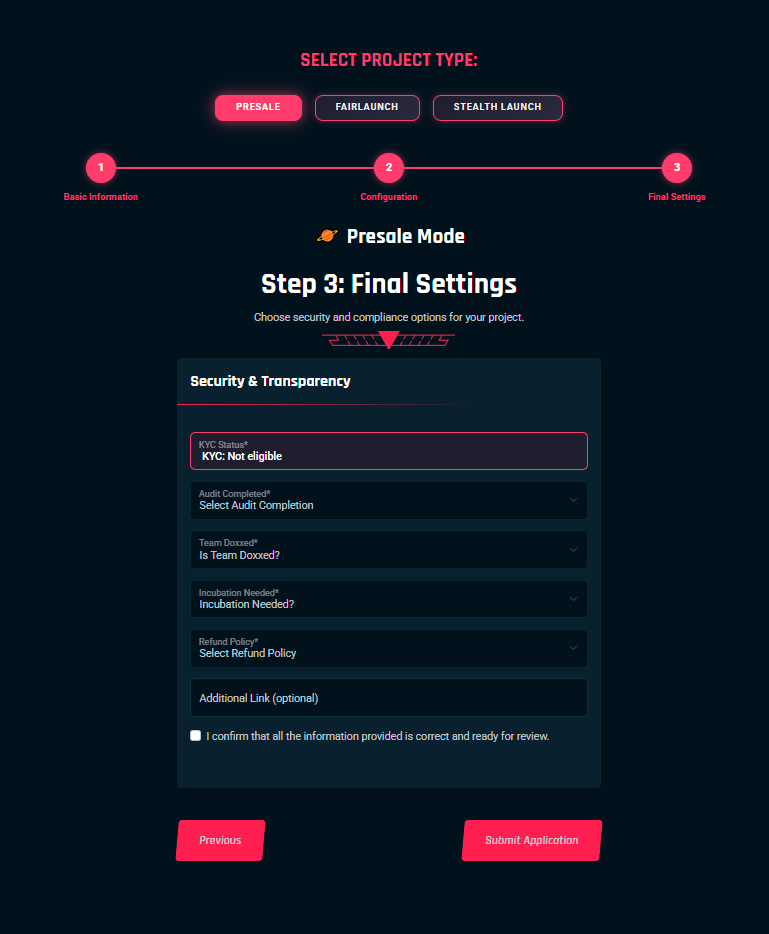 SELECT PROJECT TYPE:
PRESALE FAIRLAUNCH STEALTH LAUNCH
1 2 3
Basic Information Configuration Final Settings
Presale Mode
Step 3: Final Settings
Choose security and compliance options for your project.
Security & Transparency
KYC Status*
KYC: Not eligible
Audit Completed*
Select Audit Completion
Team Doxxed*
Is Team Doxxed?
Incubation Needed*
Incubation Needed?
Refund Policy*
Select Refund Policy
Additional Link (optional)
I confirm that all the information provided is correct and ready for review.
Previous Submit Application